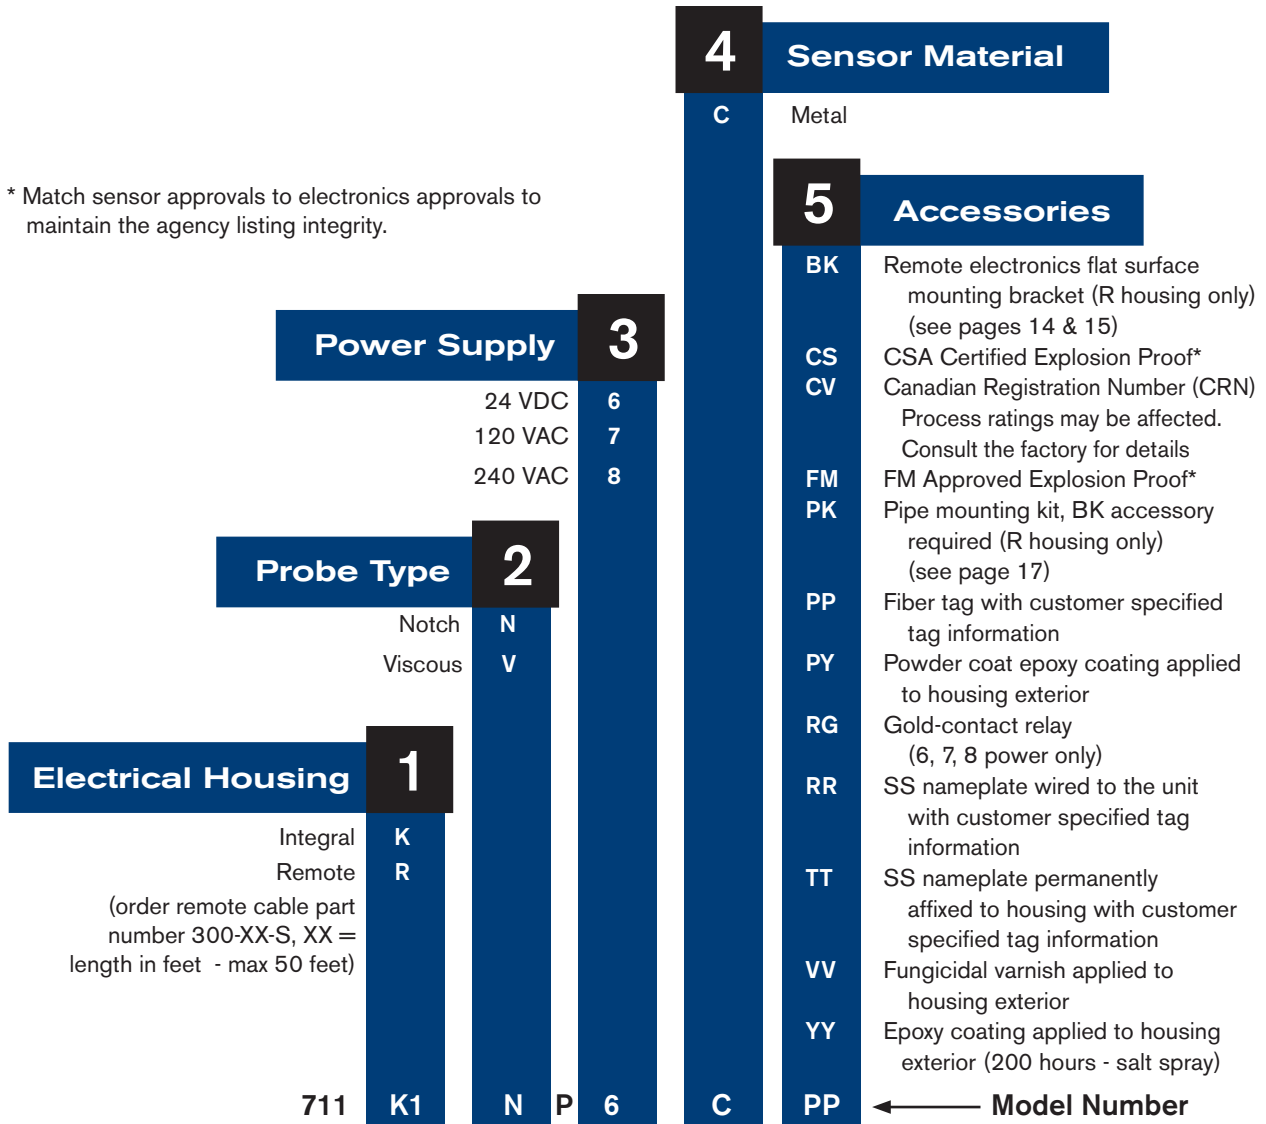 4 Sensor Material
C Metal
* Match sensor approvals to electronics approvals to
maintain the agency listing integrity.
5 Accessories
BK Remote electronics flat surface
mounting bracket (R housing only)
(see pages 14 & 15)
CS CSA Certified Explosion Proof*
CV Canadian Registration Number (CRN)
Process ratings may be affected.
Consult the factory for details
FM FM Approved Explosion Proof*
PK Pipe mounting kit, BK accessory
required (R housing only)
(see page 17)
PP Fiber tag with customer specified
tag information
PY Powder coat epoxy coating applied
to housing exterior
RG Gold-contact relay
(6, 7, 8 power only)
RR SS nameplate wired to the unit
with customer specified tag
information
TT SS nameplate permanently
affixed to housing with customer
specified tag information
VV Fungicidal varnish applied to
housing exterior
YY Epoxy coating applied to housing
exterior (200 hours - salt spray)
Power Supply 3
24 VDC 6
120 VAC 7
240 VAC 8
Probe Type 2
Notch N
Viscous V
Electrical Housing 1
Integral K
Remote R
(order remote cable part
number 300-XX-S, XX =
length in feet - max 50 feet)
711 K1 N P 6 C PP Model Number